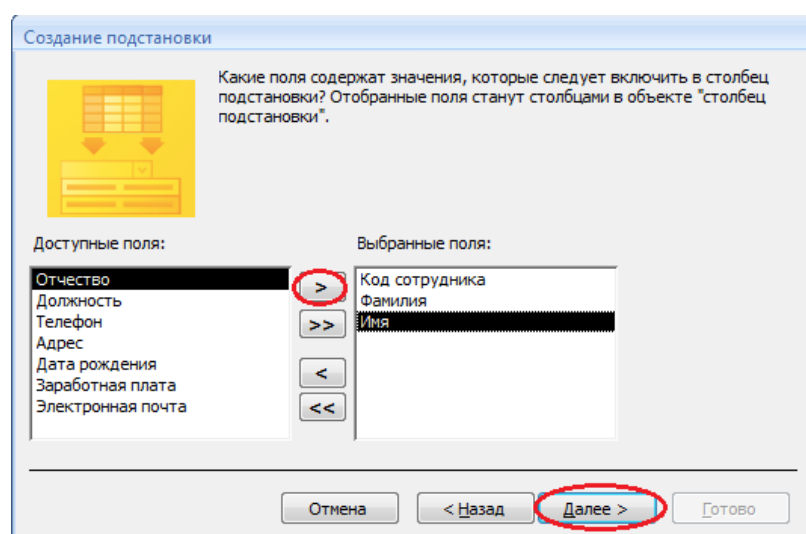 Создание подстановки
Какие поля содержат значения, которые следует включить в столбец
подстановки? Отобранные поля станут столбцами в объекте "столбец
подстановки".
Доступные поля:
Выбранные поля:
Отчество
Должность
Телефон
Адрес
Дата рождения
Заработная плата
Электронная почта
>
>>
<
<<
Код сотрудника
Фамилия
Имя
Отмена
< Назад
Далее >
Готово